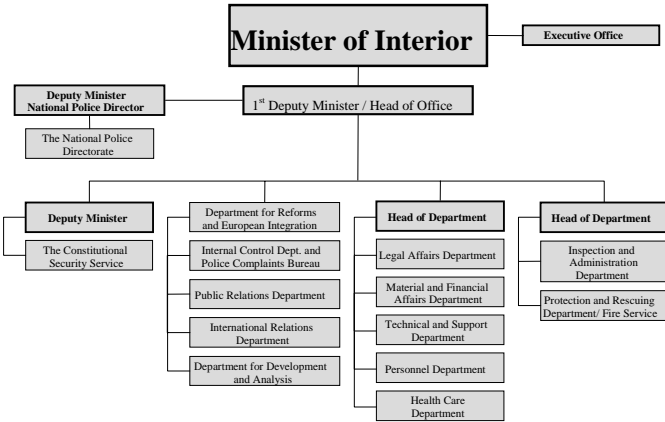 Minister of Interior
Executive Office
Deputy Minister
National Police Director
1st Deputy Minister / Head of Office
The National Police
Directorate
Deputy Minister
The Constitutional
Security Service
Department for Reforms
and European Integration
Internal Control Dept. and
Police Complaints Bureau
Public Relations Department
International Relations
Department
Department for Development
and Analysis
Head of Department
Legal Affairs Department
Material and Financial
Affairs Department
Technical and Support
Department
Personnel Department
Health Care
Department
Head of Department
Inspection and
Administration
Department
Protection and Rescuing
Department/ Fire Service